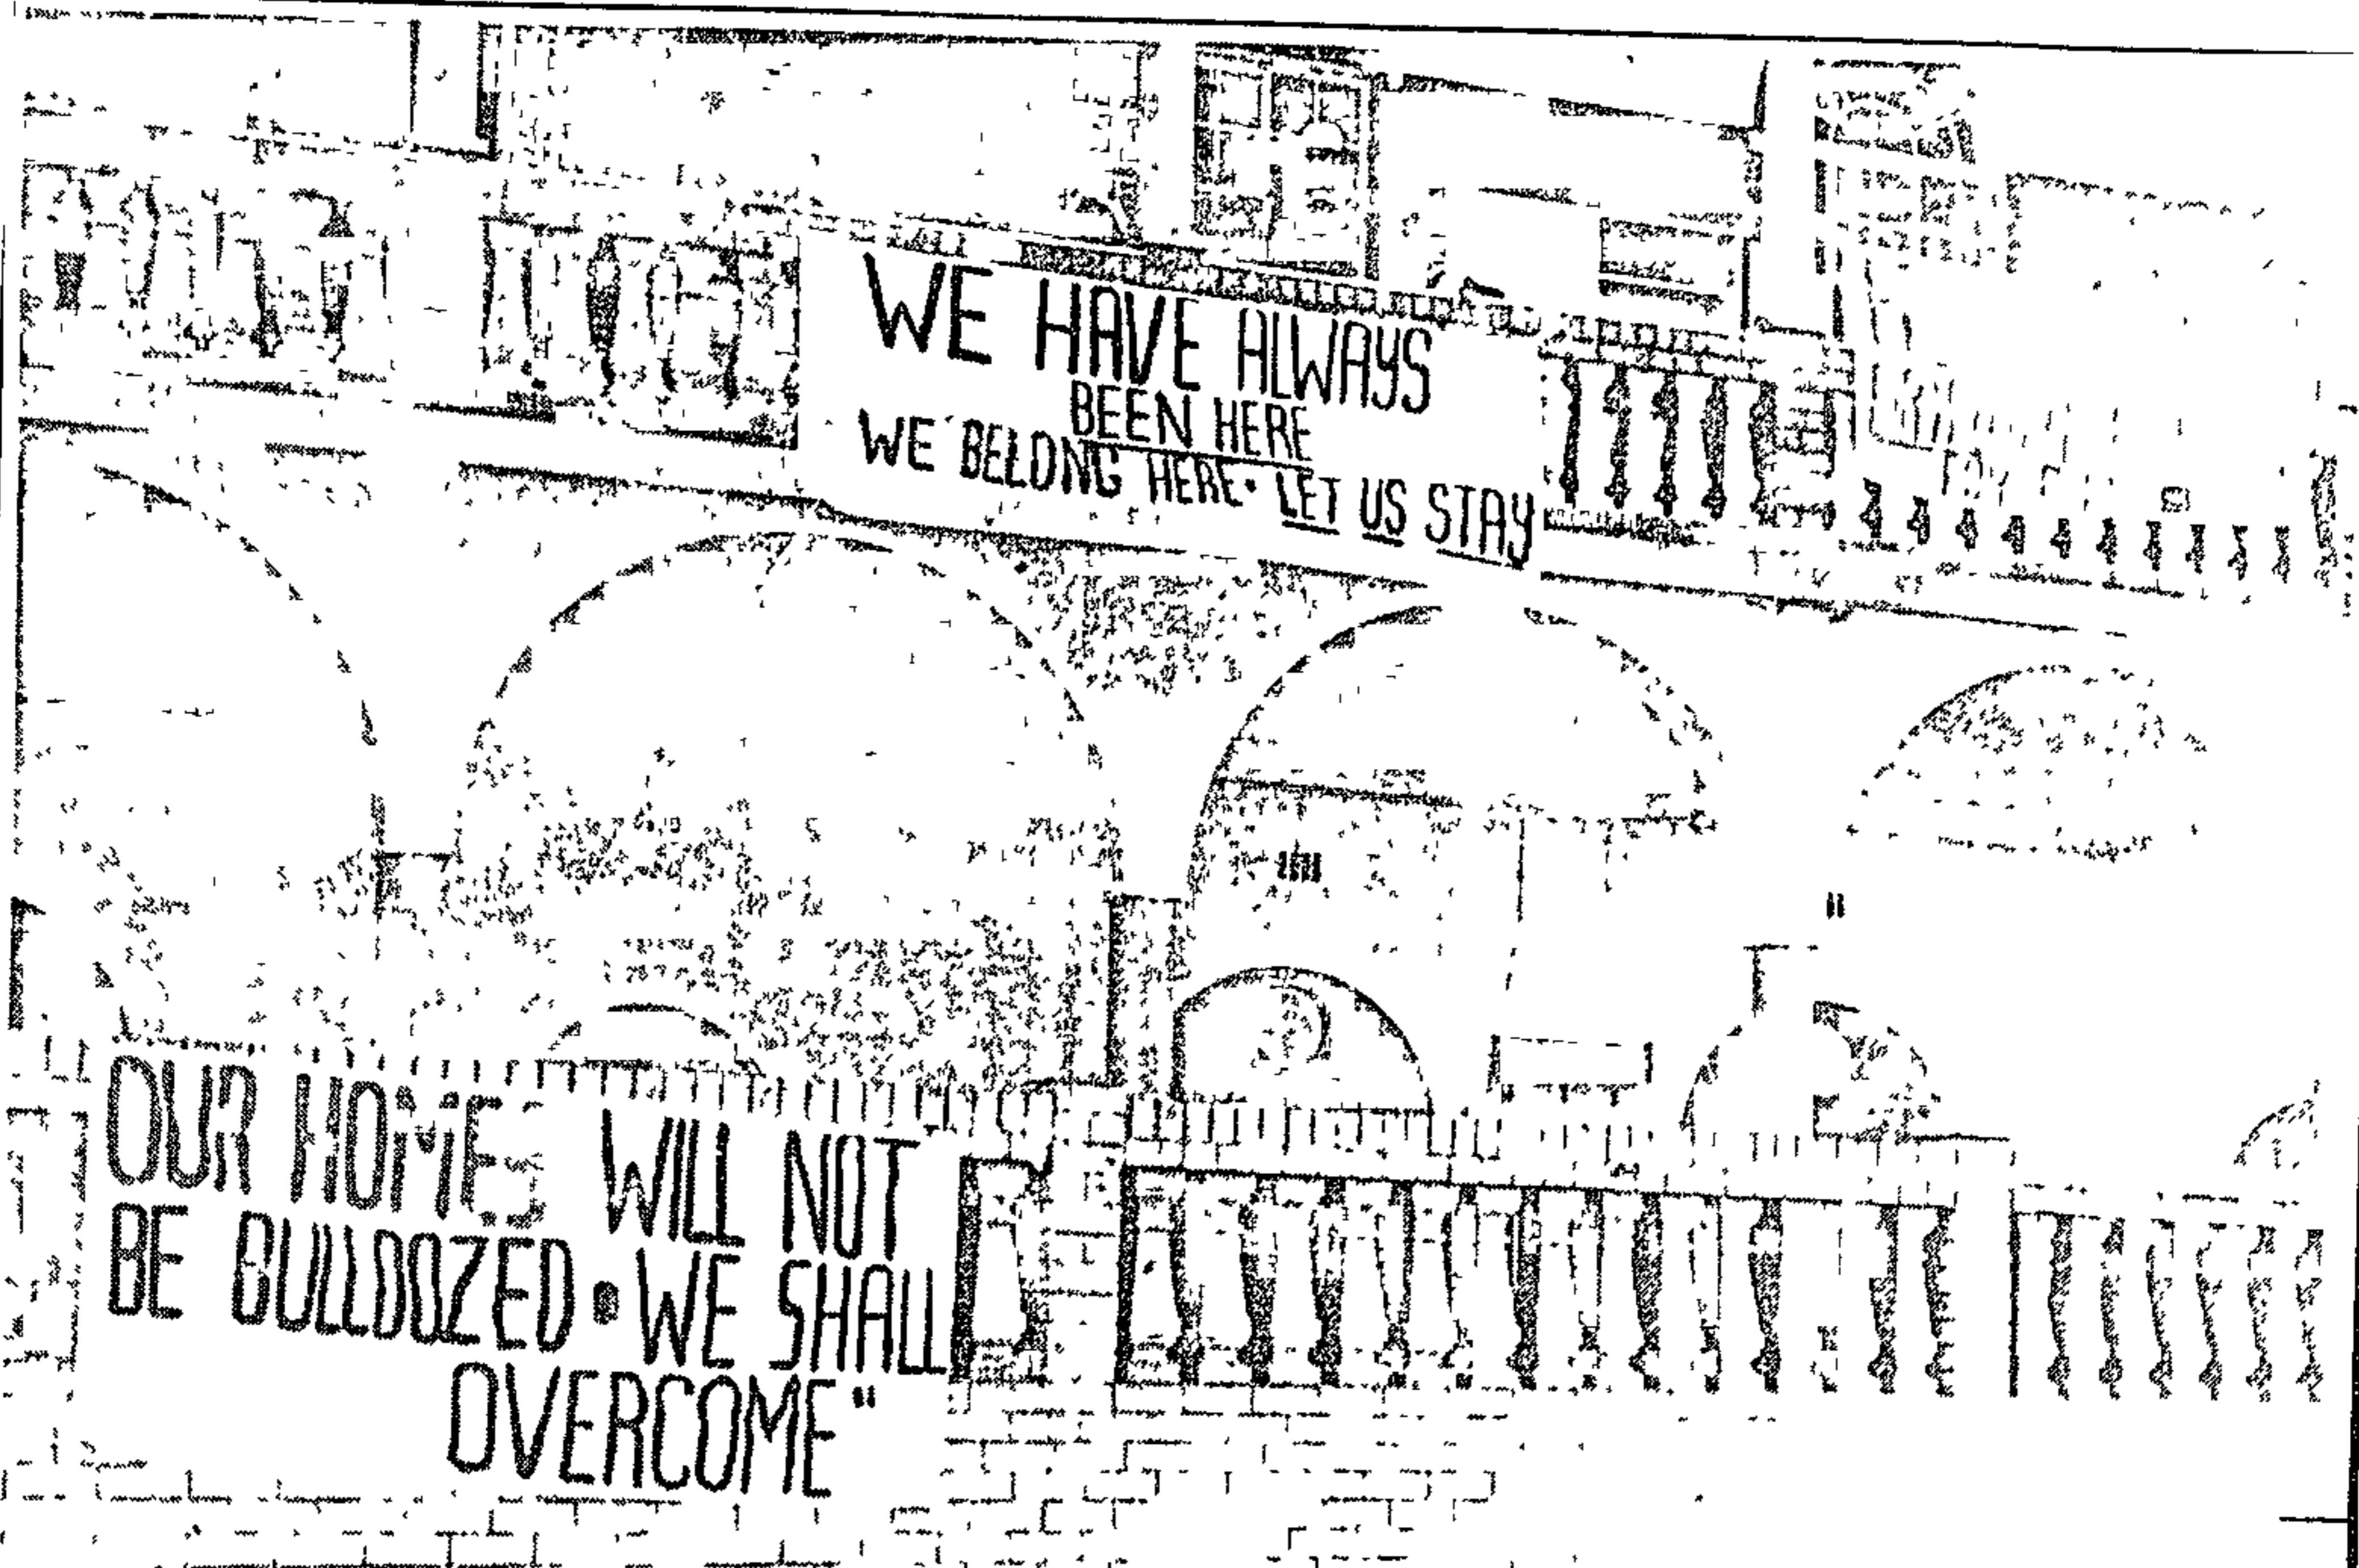 WE HAVE ALWAYS
BEEN HERE
WE BELONG HERE • LET US STAY
OUR HOMES WILL NOT
BE BULLDOZED • WE SHALL
OVERCOME"